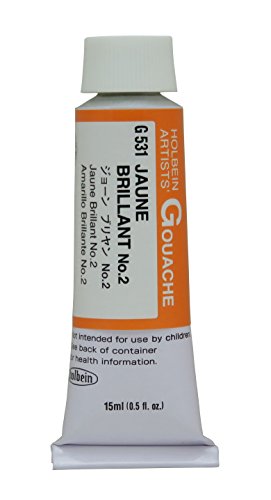 HOLBEIN
ARTISTS'
GOUACHE
G531 JAUNE
BRILLANT No.2
ジョーン ブリヤン No.2
Jaune Brillant No.2
Amarillo Brillante No.2
not intended for use by children
back of container
or health information.
holbein
15ml (0.5 fl. oz.)